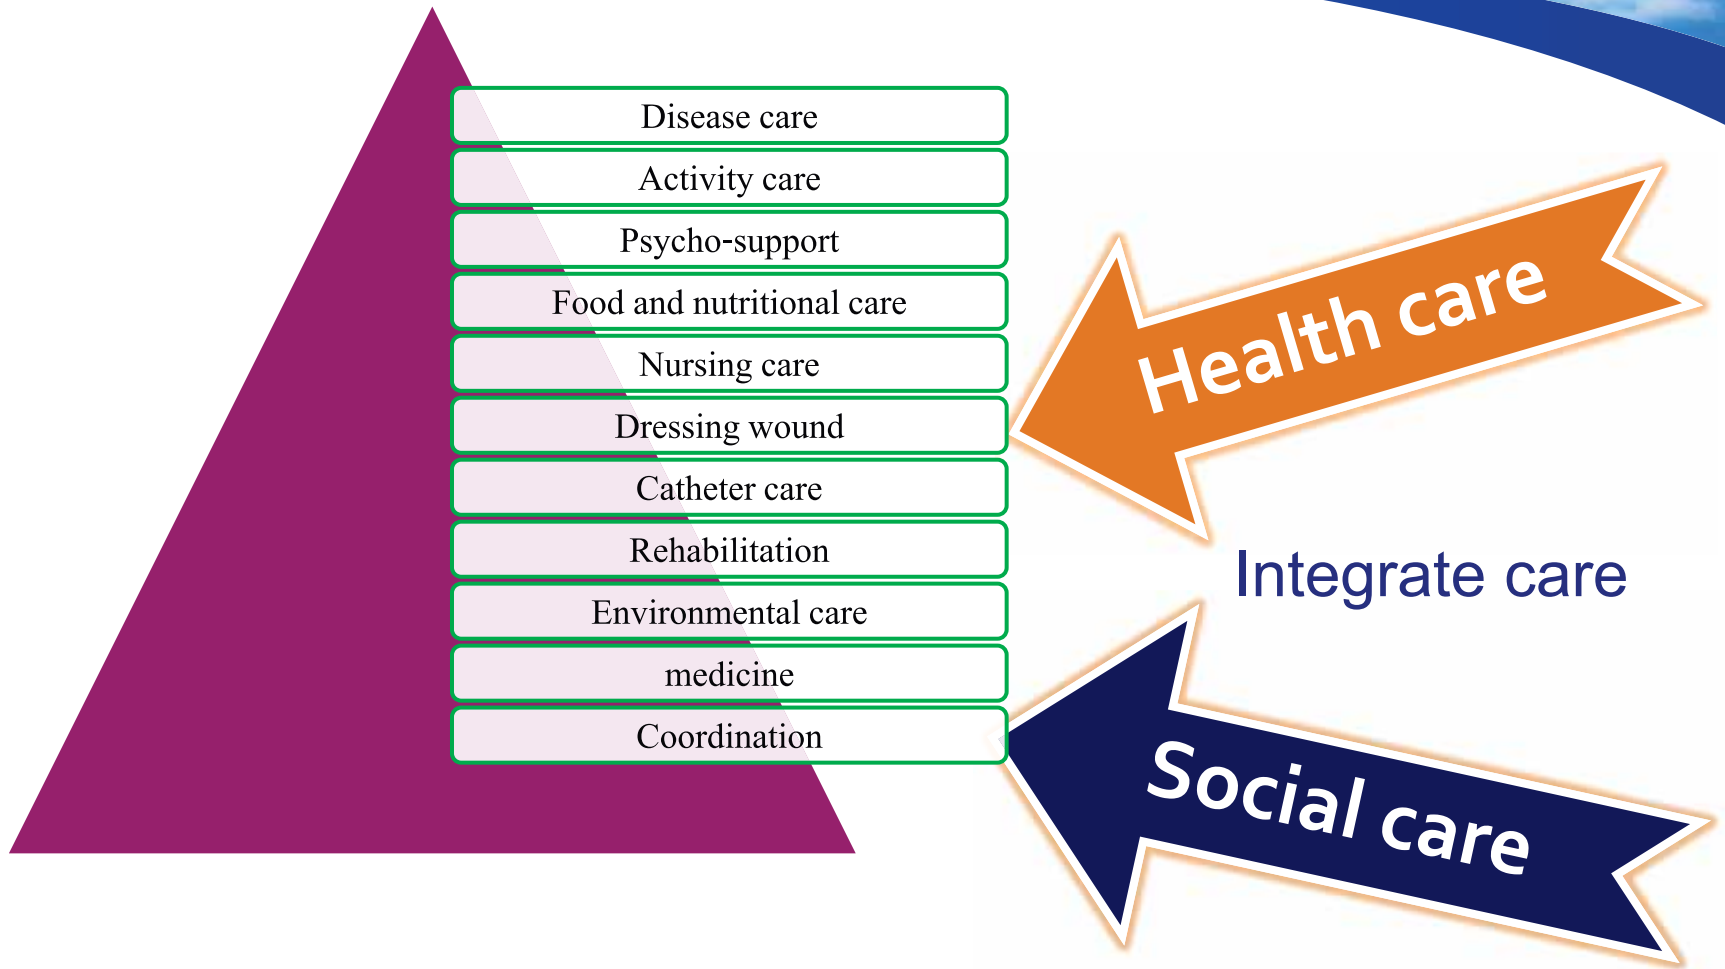 Disease care
Activity care
Psycho-support
Food and nutritional care
Nursing care
Dressing wound
Catheter care
Rehabilitation
Environmental care
medicine
Coordination
Health care
Integrate care
Social care